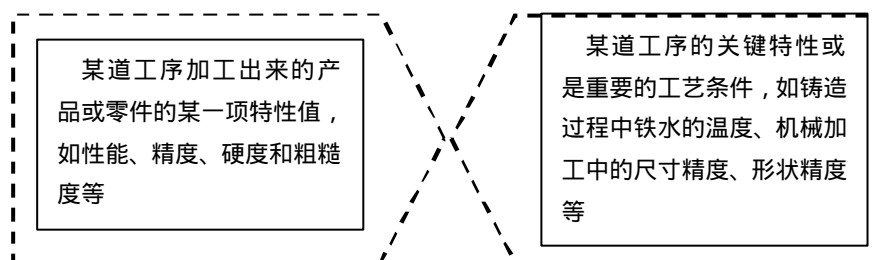 某道工序加工出来的产
品或零件的某一项特性值，
如性能、精度、硬度和粗糙
度等
某道工序的关键特性或
是重要的工艺条件，如铸造
过程中铁水的温度、机械加
工中的尺寸精度、形状精度
等